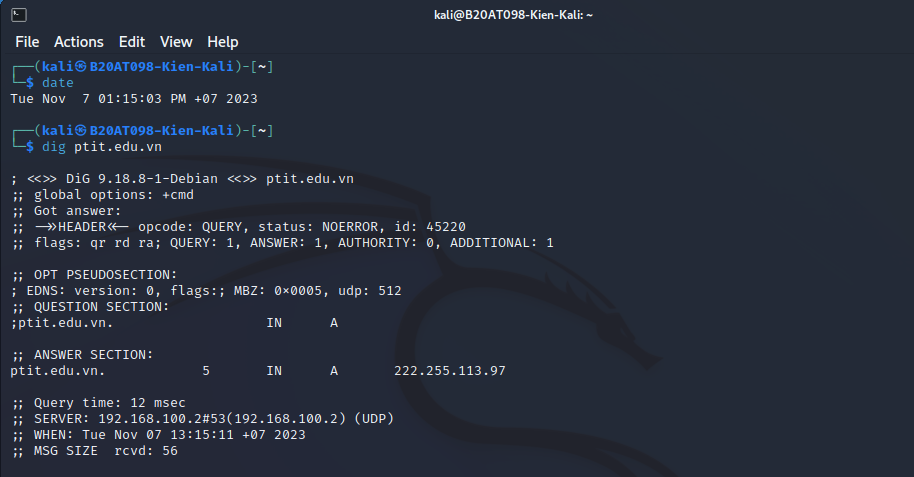 kali@B20AT098-Kien-Kali: ~
File Actions Edit View Help
┌──(kali㉿B20AT098-Kien-Kali)-[~]
└─$ date
Tue Nov  7 01:15:03 PM +07 2023
┌──(kali㉿B20AT098-Kien-Kali)-[~]
└─$ dig ptit.edu.vn
; <<>> DiG 9.18.8-1-Debian <<>> ptit.edu.vn
;; global options: +cmd
;; Got answer:
;; ->>HEADER<<- opcode: QUERY, status: NOERROR, id: 45220
;; flags: qr rd ra; QUERY: 1, ANSWER: 1, AUTHORITY: 0, ADDITIONAL: 1
;; OPT PSEUDOSECTION:
; EDNS: version: 0, flags:; MBZ: 0x0005, udp: 512
;; QUESTION SECTION:
;ptit.edu.vn.                   IN      A
;; ANSWER SECTION:
ptit.edu.vn.            5       IN      A       222.255.113.97
;; Query time: 12 msec
;; SERVER: 192.168.100.2#53(192.168.100.2) (UDP)
;; WHEN: Tue Nov 07 13:15:11 +07 2023
;; MSG SIZE  rcvd: 56